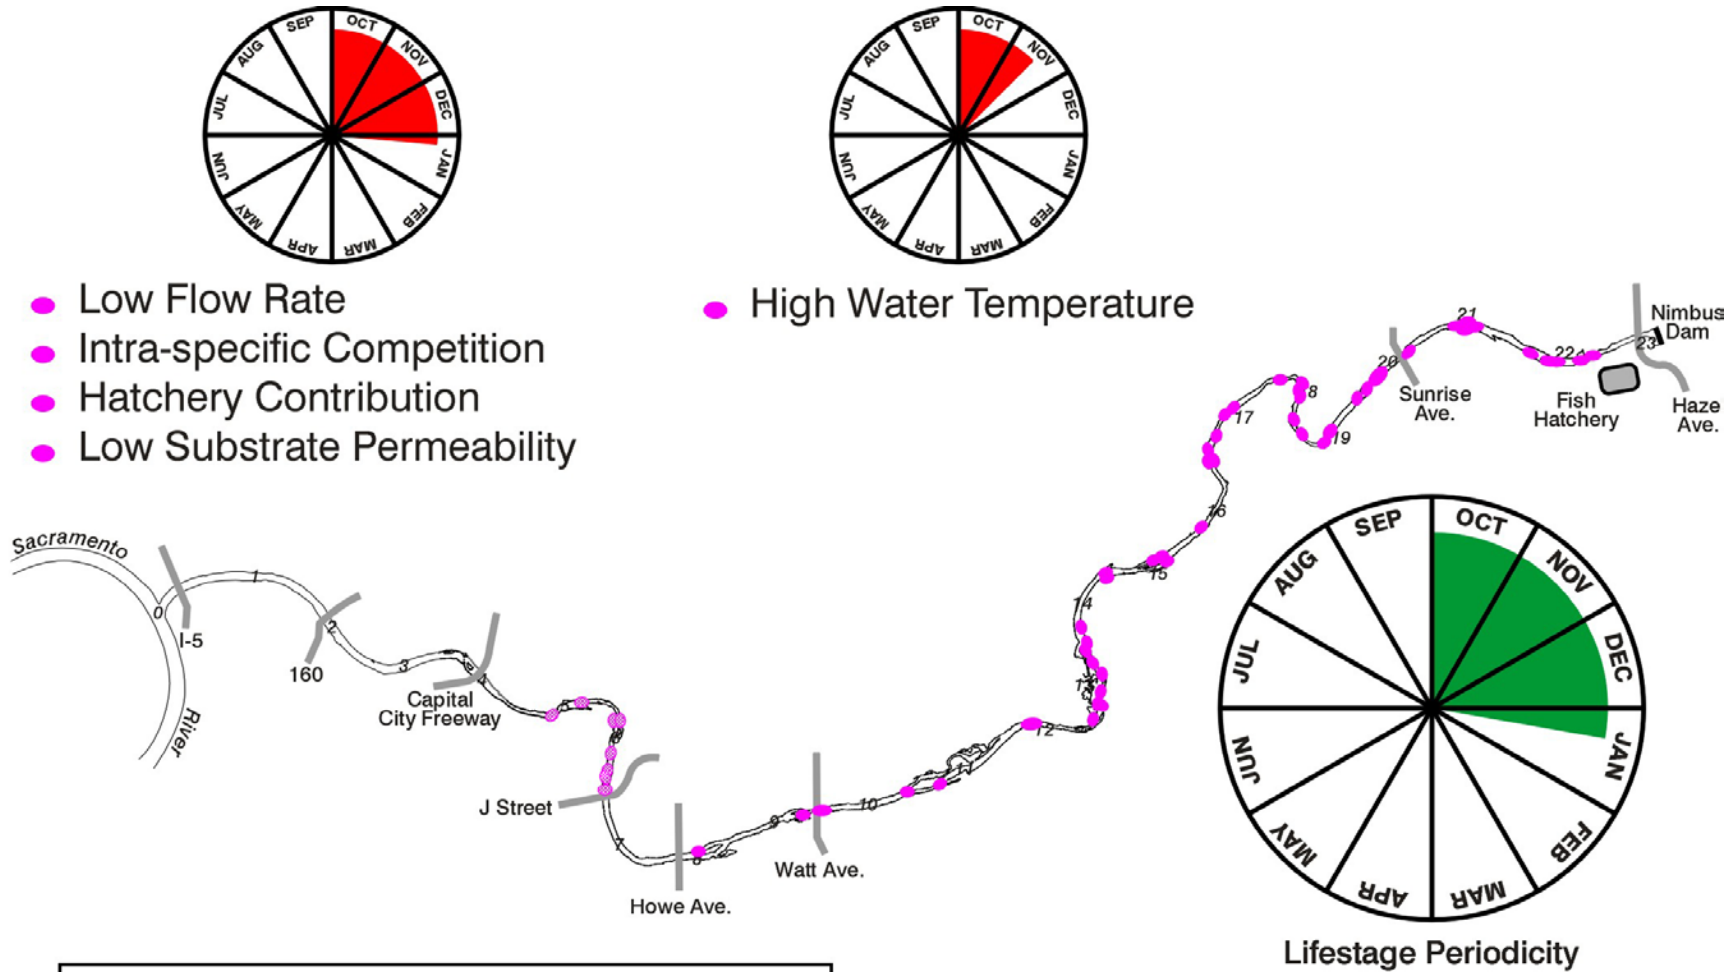 OCT
NOV
DEC
JAN
FEB
MAR
APR
MAY
JUN
JUL
AUG
SEP
OCT
NOV
DEC
JAN
FEB
MAR
APR
MAY
JUN
JUL
AUG
SEP
Low Flow Rate
Intra-specific Competition
Hatchery Contribution
Low Substrate Permeability
High Water Temperature
Nimbus
Dam
23
22
21
20
Sunrise
Ave.
Fish
Hatchery
Haze
Ave.
19
8
17
16
15
14
12
10
9
Watt Ave.
8
Howe Ave.
7
J Street
Capital
City Freeway
3
2
160
1
0
I-5
Sacramento
River
OCT
NOV
DEC
JAN
FEB
MAR
APR
MAY
JUN
JUL
AUG
SEP
Lifestage Periodicity